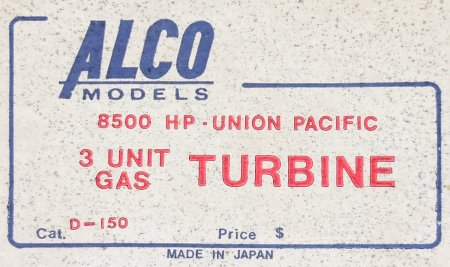 ALCO
MODELS
8500 HP - UNION PACIFIC
3 UNIT
GAS TURBINE
Cat. D-150 Price $
MADE IN JAPAN